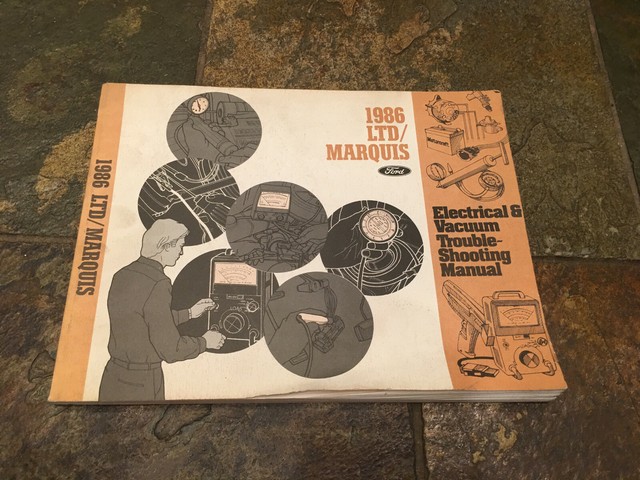 1986 LTD/MARQUIS
1986
LTD/
MARQUIS
Ford
Electrical &
Vacuum
Trouble-
Shooting
Manual